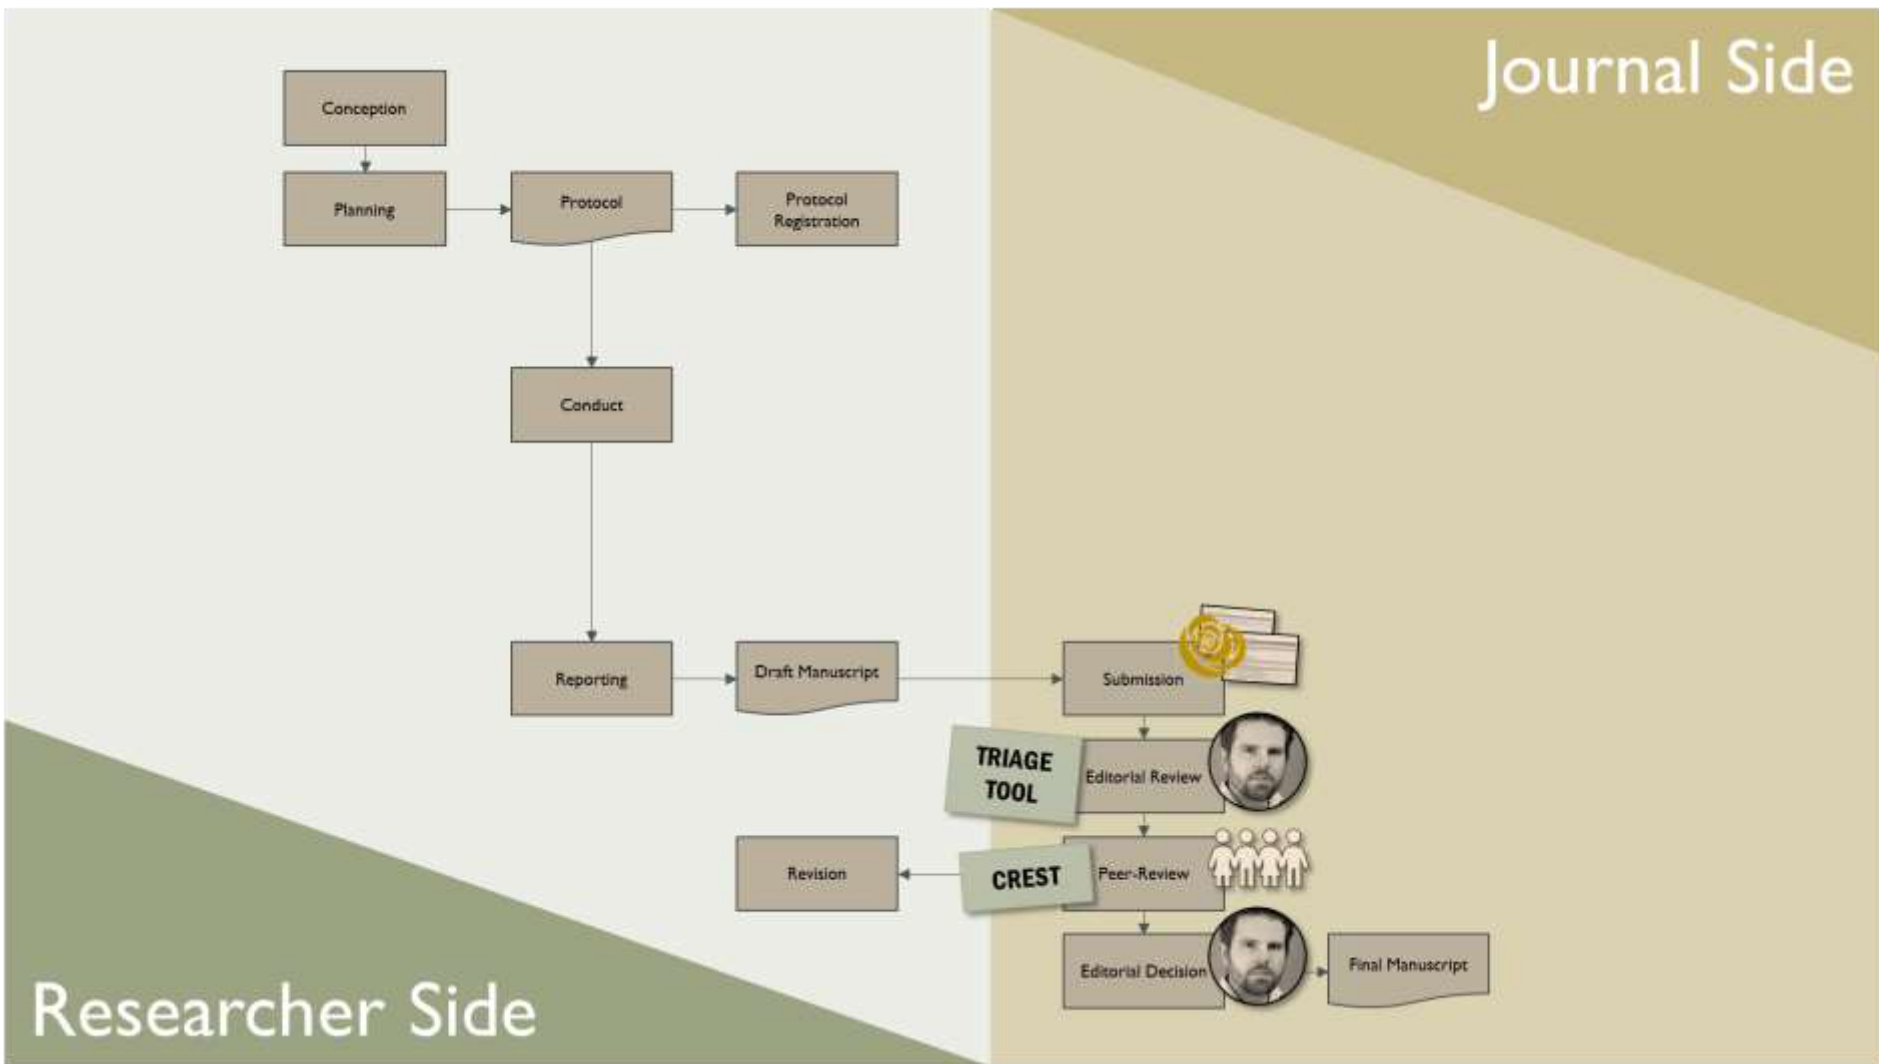 Journal Side
Conception
Planning
Protocol
Protocol
Registration
Conduct
Reporting
Draft Manuscript
Submission
TRIAGE
TOOL
Editorial Review
Revision
CREST
Peer-Review
Editorial Decision
Final Manuscript
Researcher Side